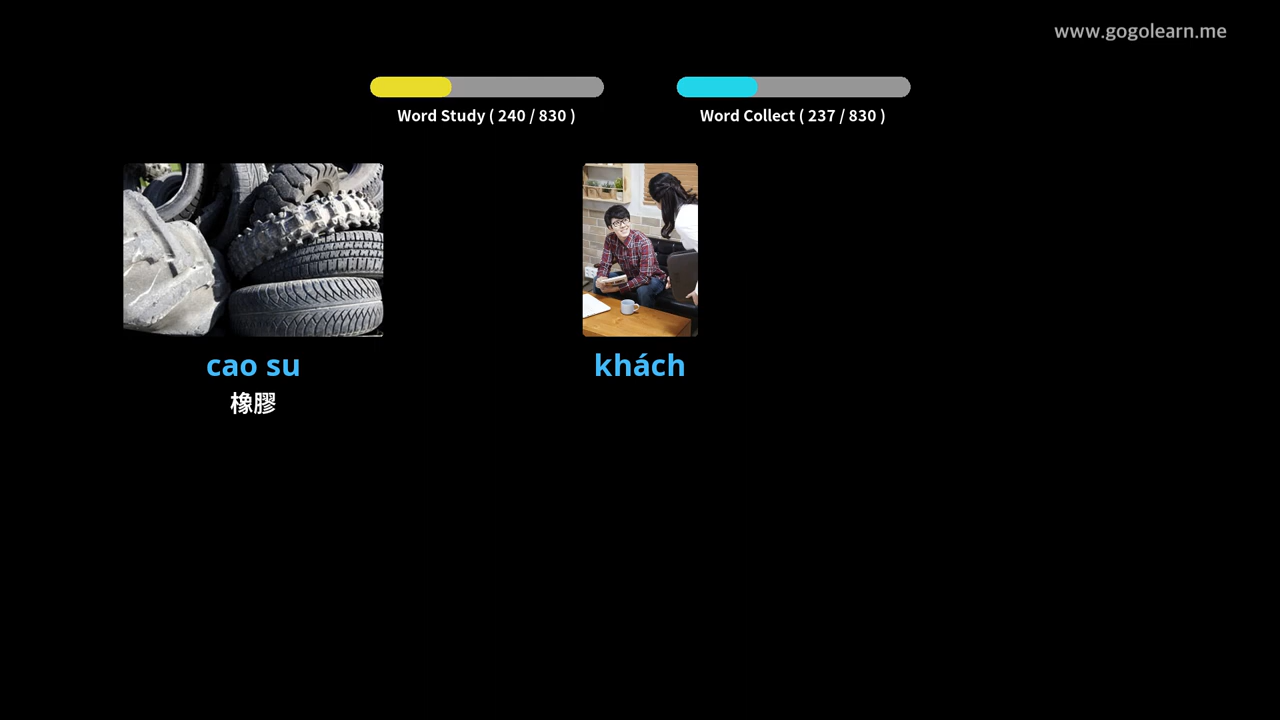 www.gogolearn.me
Word Study ( 240 / 830 )
Word Collect ( 237 / 830 )
cao su
橡膠
khách